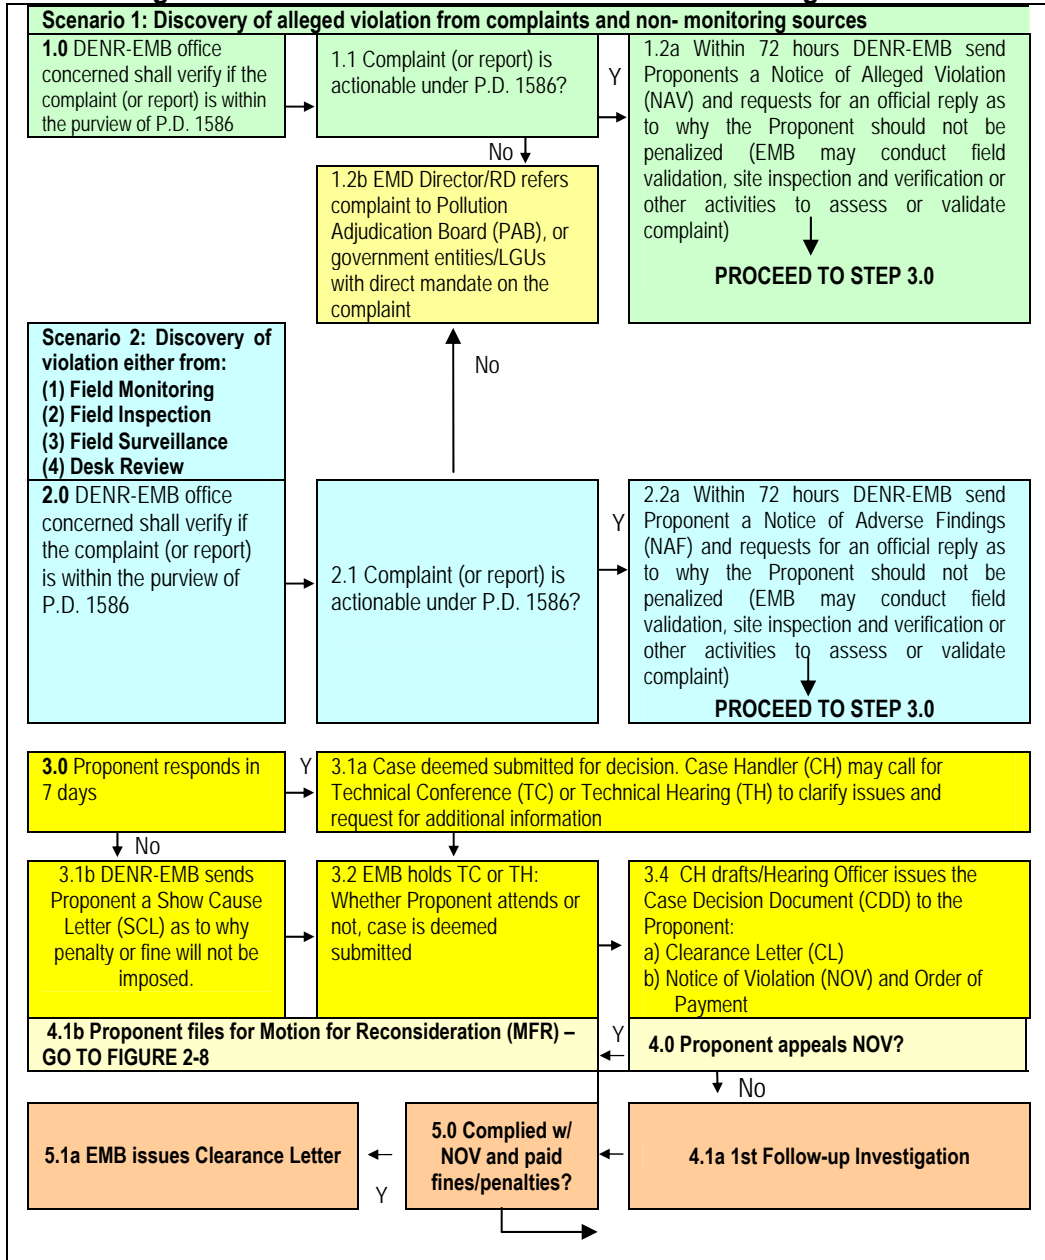 Scenario 1: Discovery of alleged violation from complaints and non- monitoring sources
1.0 DENR-EMB office
concerned shall verify if the
complaint (or report) is within
the purview of P.D. 1586
1.1 Complaint (or report) is
actionable under P.D. 1586?
Y
No
1.2a Within 72 hours DENR-EMB send
Proponents a Notice of Alleged Violation
(NAV) and requests for an official reply as
to why the Proponent should not be
penalized (EMB may conduct field
validation, site inspection and verification or
other activities to assess or validate
complaint)
PROCEED TO STEP 3.0
1.2b EMD Director/RD refers
complaint to Pollution
Adjudication Board (PAB), or
government entities/LGUs
with direct mandate on the
complaint
No
Scenario 2: Discovery of
violation either from:
(1) Field Monitoring
(2) Field Inspection
(3) Field Surveillance
(4) Desk Review
2.0 DENR-EMB office
concerned shall verify if
the complaint (or report)
is within the purview of
P.D. 1586
2.1 Complaint (or report) is
actionable under P.D. 1586?
Y
2.2a Within 72 hours DENR-EMB send
Proponent a Notice of Adverse Findings
(NAF) and requests for an official reply as
to why the Proponent should not be
penalized (EMB may conduct field
validation, site inspection and verification or
other activities to assess or validate
complaint)
PROCEED TO STEP 3.0
3.0 Proponent responds in
7 days
Y
No
3.1a Case deemed submitted for decision. Case Handler (CH) may call for
Technical Conference (TC) or Technical Hearing (TH) to clarify issues and
request for additional information
3.1b DENR-EMB sends
Proponent a Show Cause
Letter (SCL) as to why
penalty or fine will not be
imposed.
3.2 EMB holds TC or TH:
Whether Proponent attends or
not, case is deemed
submitted
3.4 CH drafts/Hearing Officer issues the
Case Decision Document (CDD) to the
Proponent:
a) Clearance Letter (CL)
b) Notice of Violation (NOV) and Order of
Payment
4.1b Proponent files for Motion for Reconsideration (MFR) –
GO TO FIGURE 2-8
Y
4.0 Proponent appeals NOV?
No
5.1a EMB issues Clearance Letter
Y
5.0 Complied w/
NOV and paid
fines/penalties?
4.1a 1st Follow-up Investigation